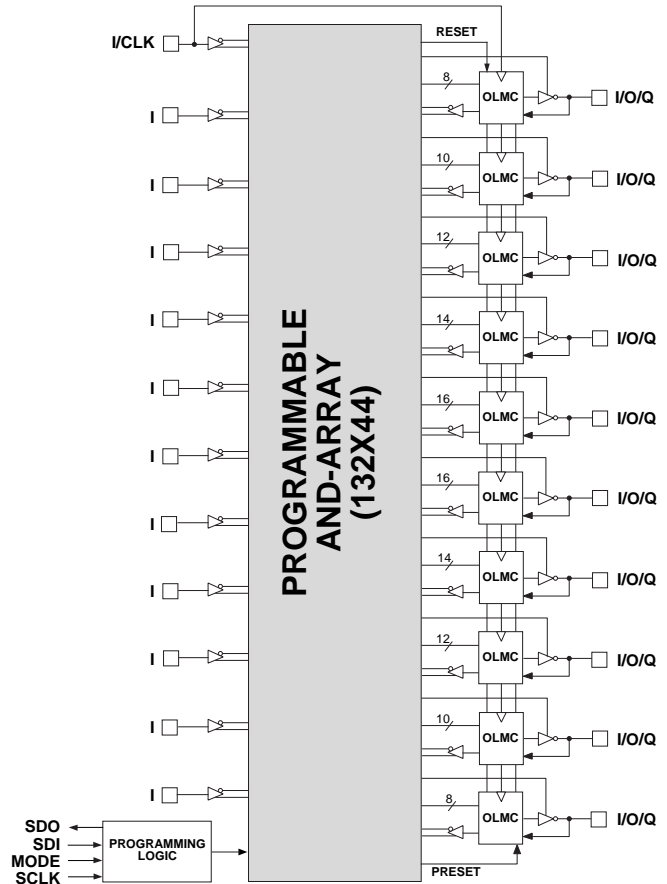 RESET
I/CLK
8
OLMC
I/O/Q
I
10
OLMC
I/O/Q
I
12
OLMC
I/O/Q
I
14
OLMC
I/O/Q
I
16
OLMC
I/O/Q
I
PROGRAMMABLE
AND-ARRAY
(132X44)
16
OLMC
I/O/Q
I
14
OLMC
I/O/Q
I
12
OLMC
I/O/Q
I
10
OLMC
I/O/Q
I
8
OLMC
I/O/Q
I
I
PRESET
SDO
SDI
MODE
SCLK
PROGRAMMING
LOGIC